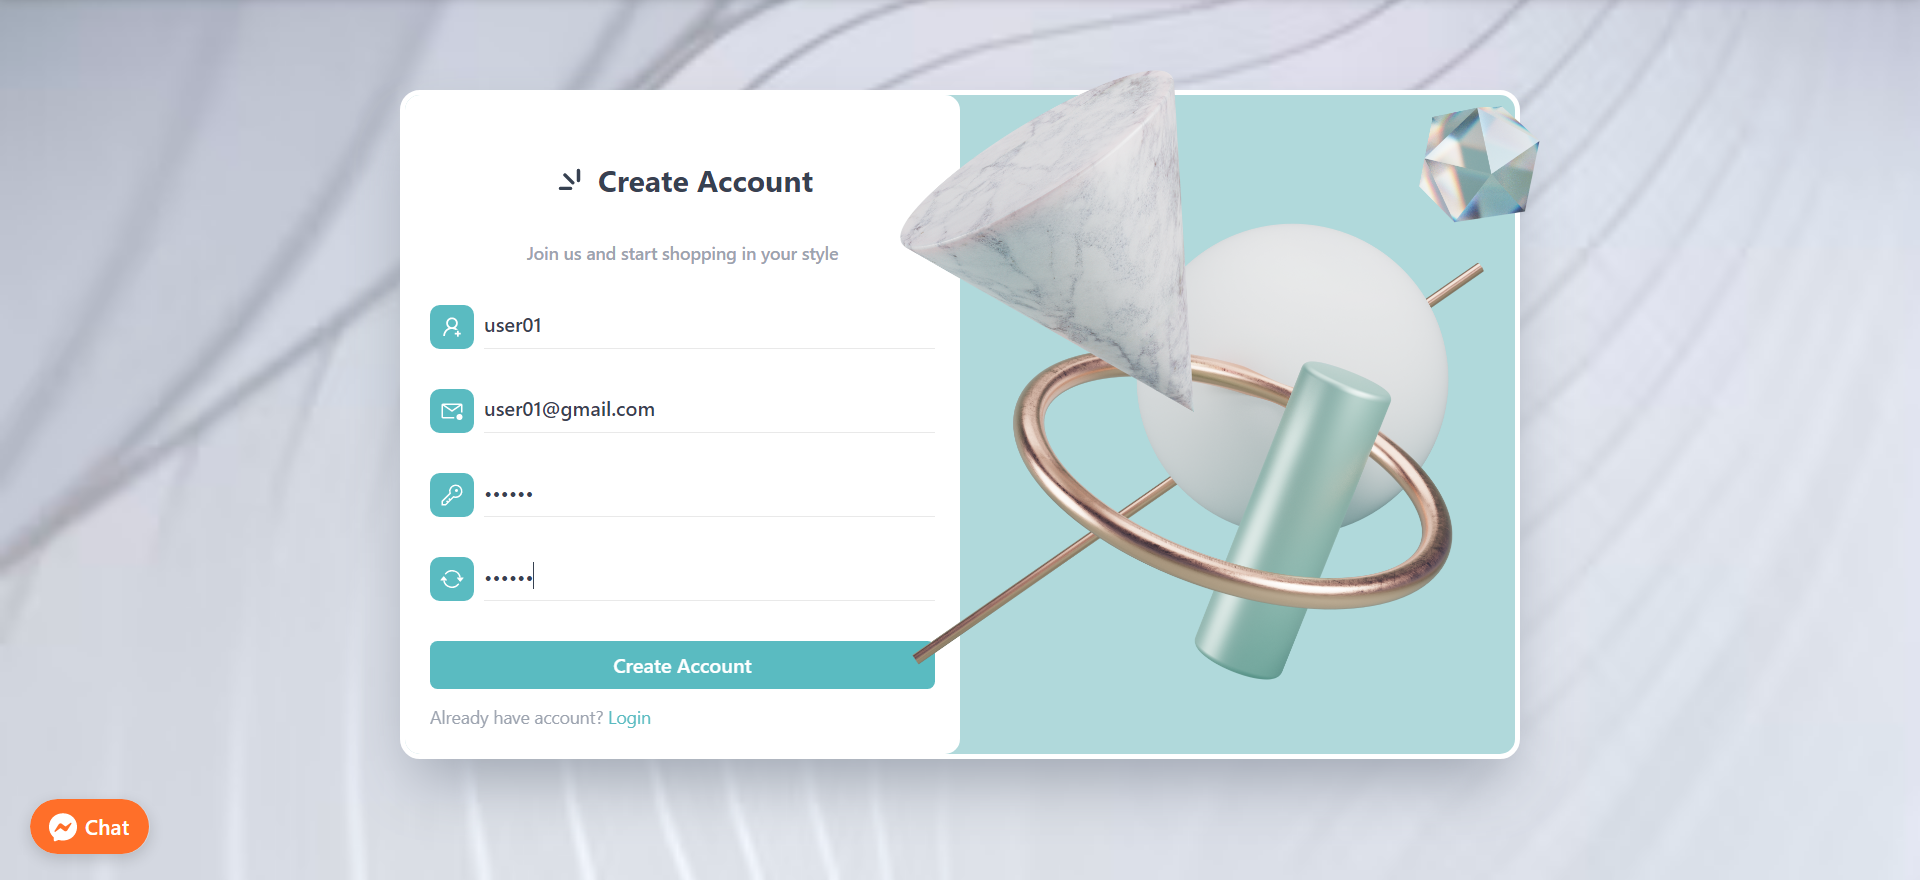 Create Account
Join us and start shopping in your style
user01
user01@gmail.com
••••••
••••••
Create Account
Already have account? Login
Chat